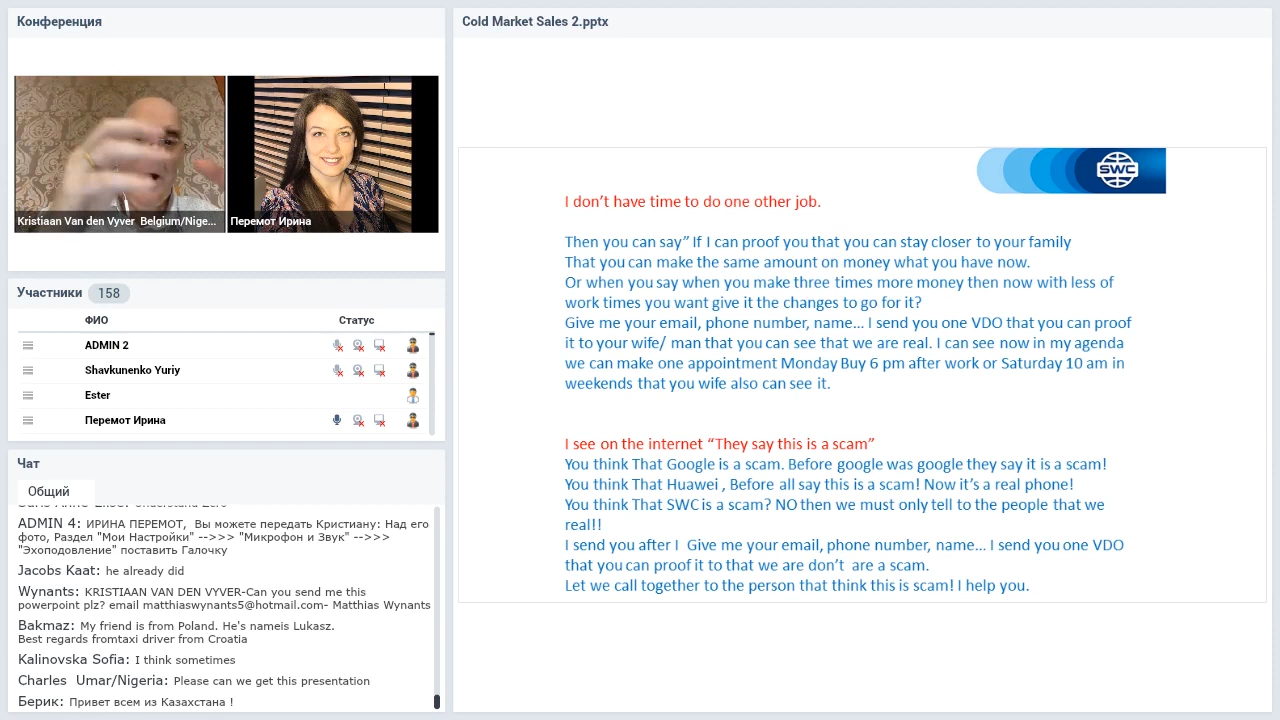 Конференция
Kristiaan Van den Vyver Belgium/Nige...
Перемот Ирина
Участники 158
ФИО Статус
ADMIN 2
Shavkunenko Yuriy
Ester
Перемот Ирина
Чат
Общий
ADMIN 4: ИРИНА ПЕРЕМОТ, Вы можете передать Кристиану: Над его
фото, Раздел "Мои Настройки" -->>> "Микрофон и Звук" -->>>
"Эхоподовление" поставить Галочку
Jacobs Kaat: he already did
Wynants: KRISTIAAN VAN DEN VYVER-Can you send me this
powerpoint plz? email matthiaswynants5@hotmail.com- Matthias Wynants
Bakmaz: My friend is from Poland. He's nameis Lukasz.
Best regards fromtaxi driver from Croatia
Kalinovska Sofia: I think sometimes
Charles Umar/Nigeria: Please can we get this presentation
Берик: Привет всем из Казахстана !
Cold Market Sales 2.pptx
SWC
I don't have time to do one other job.
Then you can say” If I can proof you that you can stay closer to your family
That you can make the same amount on money what you have now.
Or when you say when you make three times more money then now with less of
work times you want give it the changes to go for it?
Give me your email, phone number, name... I send you one VDO that you can proof
it to your wife/ man that you can see that we are real. I can see now in my agenda
we can make one appointment Monday Buy 6 pm after work or Saturday 10 am in
weekends that you wife also can see it.
I see on the internet “They say this is a scam”
You think That Google is a scam. Before google was google they say it is a scam!
You think That Huawei , Before all say this is a scam! Now it's a real phone!
You think That SWC is a scam? NO then we must only tell to the people that we
real!!
I send you after I Give me your email, phone number, name... I send you one VDO
that you can proof it to that we are don't are a scam.
Let we call together to the person that think this is scam! I help you.